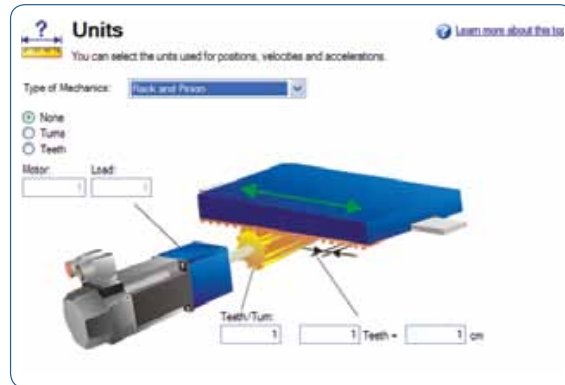 ?
Units
Learn more about this top
You can select the units used for positions, velocities and accelerations.
Type of Mechanics: Rack and Pinion
None
Turns
Teeth
Motor: Load:
1 1
Teeth/Turn:
1 1 Teeth = 1 cm